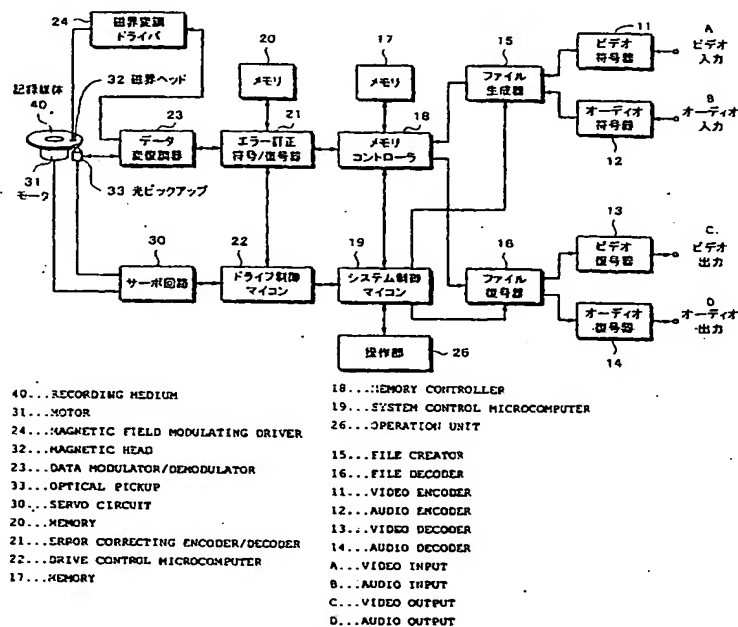 24
磁界変調
ドライバ
32 磁界ヘッド
記録媒体
40
31
モータ
33 光ピックアップ
23
データ
変復調器
20
メモリ
21
エラー訂正
符号/復号器
17
メモリ
18
メモリ
コントローラ
15
ファイル
生成器
11
ビデオ
符号器
A
ビデオ
入力
オーディオ
符号器
12
B
オーディオ
入力
30
サーボ回路
22
ドライブ制御
マイコン
19
システム制御
マイコン
操作部
26
16
ファイル
復号器
13
ビデオ
復号器
C.
ビデオ
出力
オーディオ
復号器
14
D
オーディオ
出力
40...RECORDING MEDIUM
31...MOTOR
24...MAGNETIC FIELD MODULATING DRIVER
32...MAGNETIC HEAD
23...DATA MODULATOR/DEMODULATOR
33...OPTICAL PICKUP
30...SERVO CIRCUIT
20...MEMORY
21...ERROR CORRECTING ENCODER/DECODER
22...DRIVE CONTROL MICROCOMPUTER
17...MEMORY
18...MEMORY CONTROLLER
19...SYSTEM CONTROL MICROCOMPUTER
26...OPERATION UNIT
15...FILE CREATOR
16...FILE DECODER
11...VIDEO ENCODER
12...AUDIO ENCODER
13...VIDEO DECODER
14...AUDIO DECODER
A...VIDEO INPUT
B...AUDIO INPUT
C...VIDEO OUTPUT
D...AUDIO OUTPUT